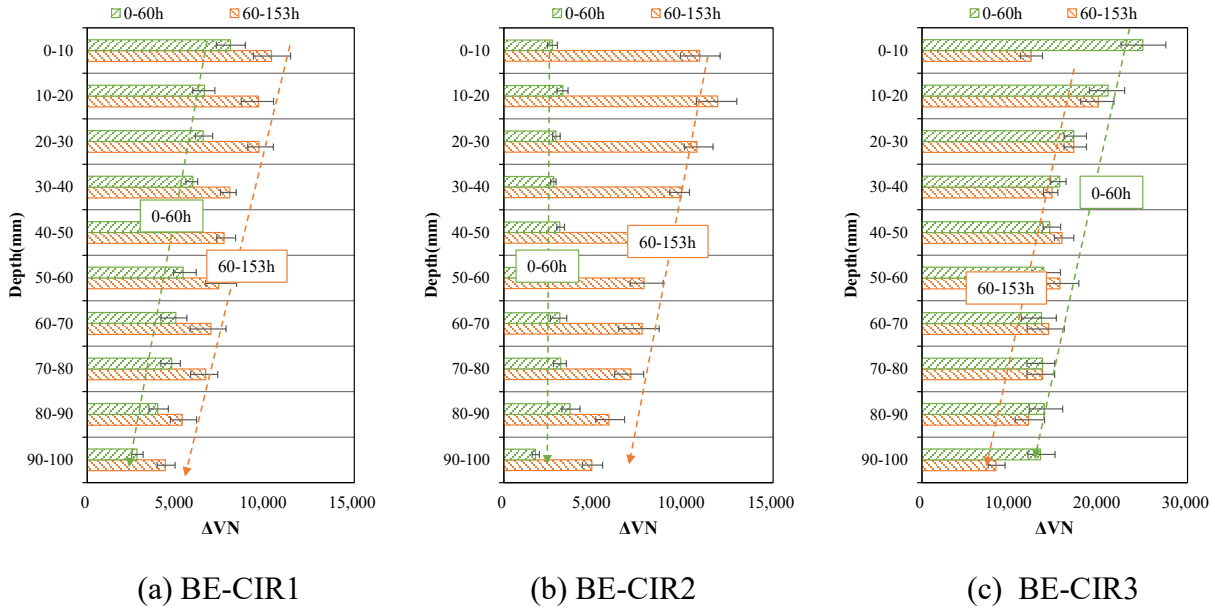 0-60h 60-153h
0-10
10-20
20-30
30-40
40-50
50-60
60-70
70-80
80-90
90-100
Depth(mm)
0-60h
60-153h
0 5,000 10,000 15,000
ΔVN
(a) BE-CIR1
0-60h 60-153h
0-10
10-20
20-30
30-40
40-50
50-60
60-70
70-80
80-90
90-100
Depth(mm)
60-153h
0-60h
0 5,000 10,000 15,000
ΔVN
(b) BE-CIR2
0-60h 60-153h
0-10
10-20
20-30
30-40
40-50
50-60
60-70
70-80
80-90
90-100
Depth(mm)
0-60h
60-153h
0 10,000 20,000 30,000
ΔVN
(c) BE-CIR3